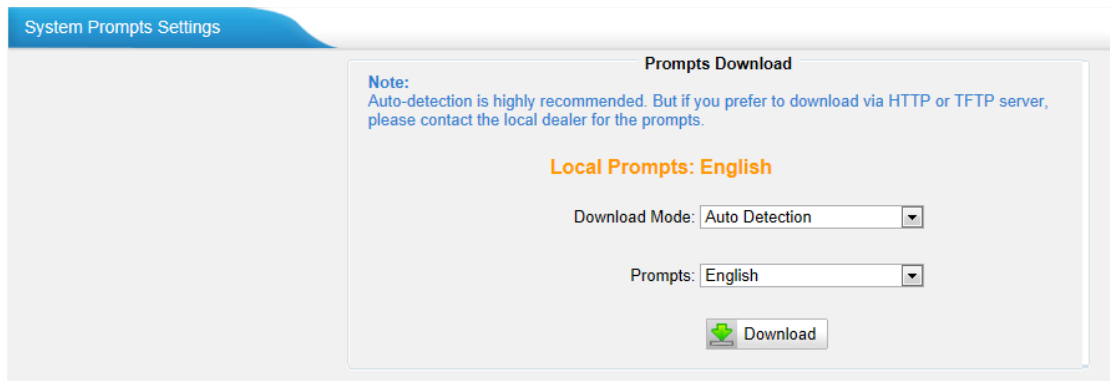 System Prompts Settings
Prompts Download
Note:
Auto-detection is highly recommended. But if you prefer to download via HTTP or TFTP server,
please contact the local dealer for the prompts.
Local Prompts: English
Download Mode: Auto Detection
Prompts: English
Download